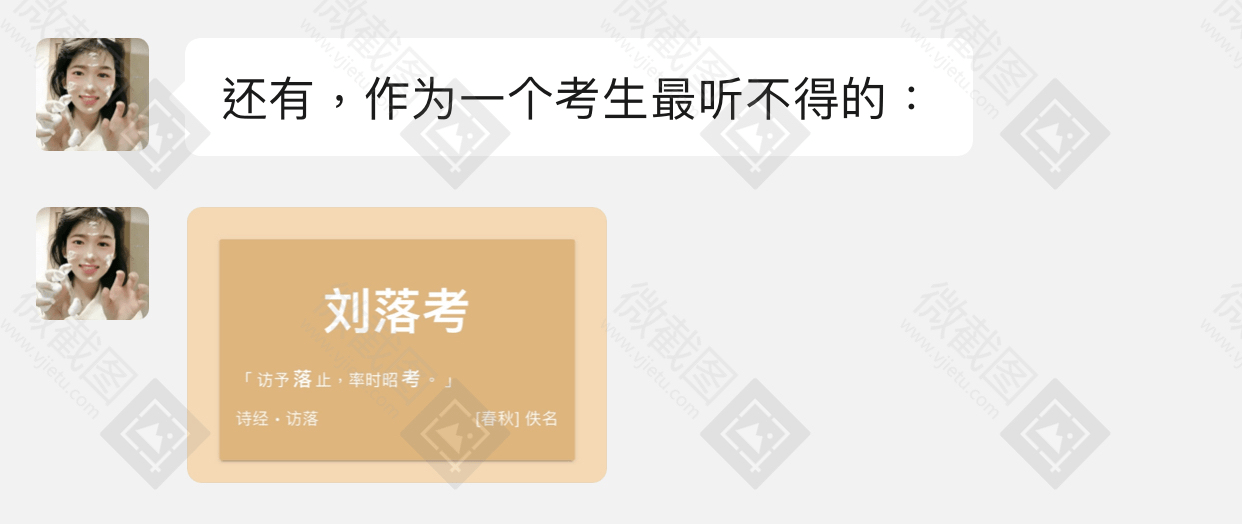 还有，作为一个考生最听不得的：
刘落考
「访予落止，率时昭考。」
诗经·访落
[春秋] 佚名
微截图
www.vjietu.com